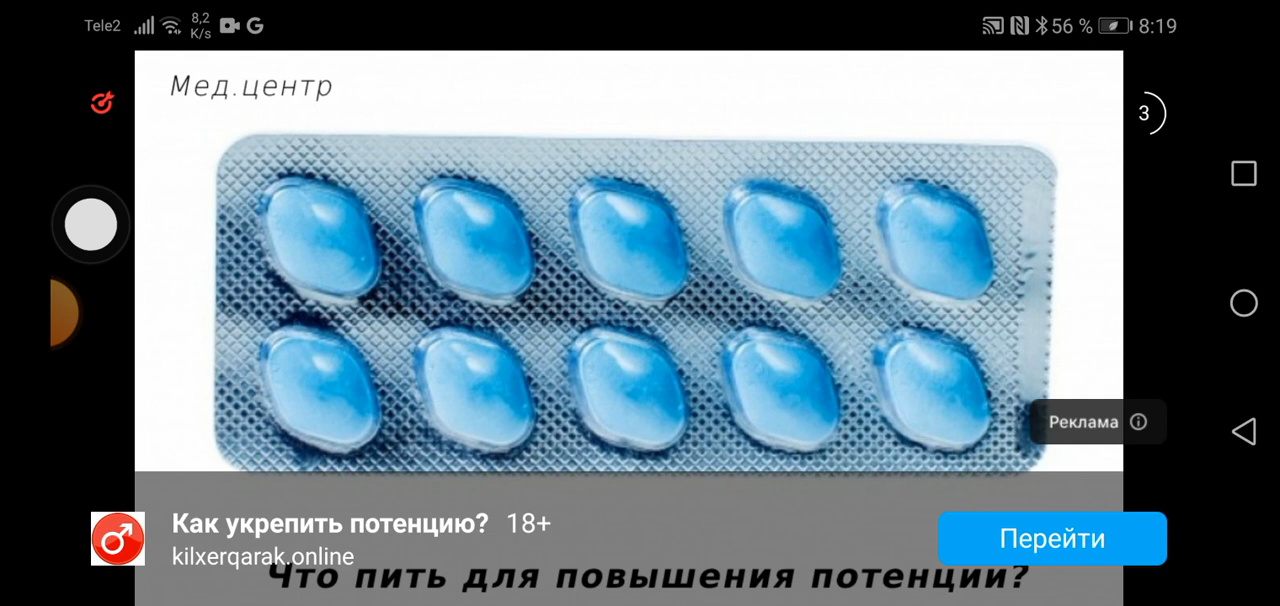 Tele2
8,2
K/s
G
56 %
8:19
Мед.центр
3
Реклама
Как укрепить потенцию? 18+
kilxerqarak.online
Перейти
Что пить для повышения потенции?